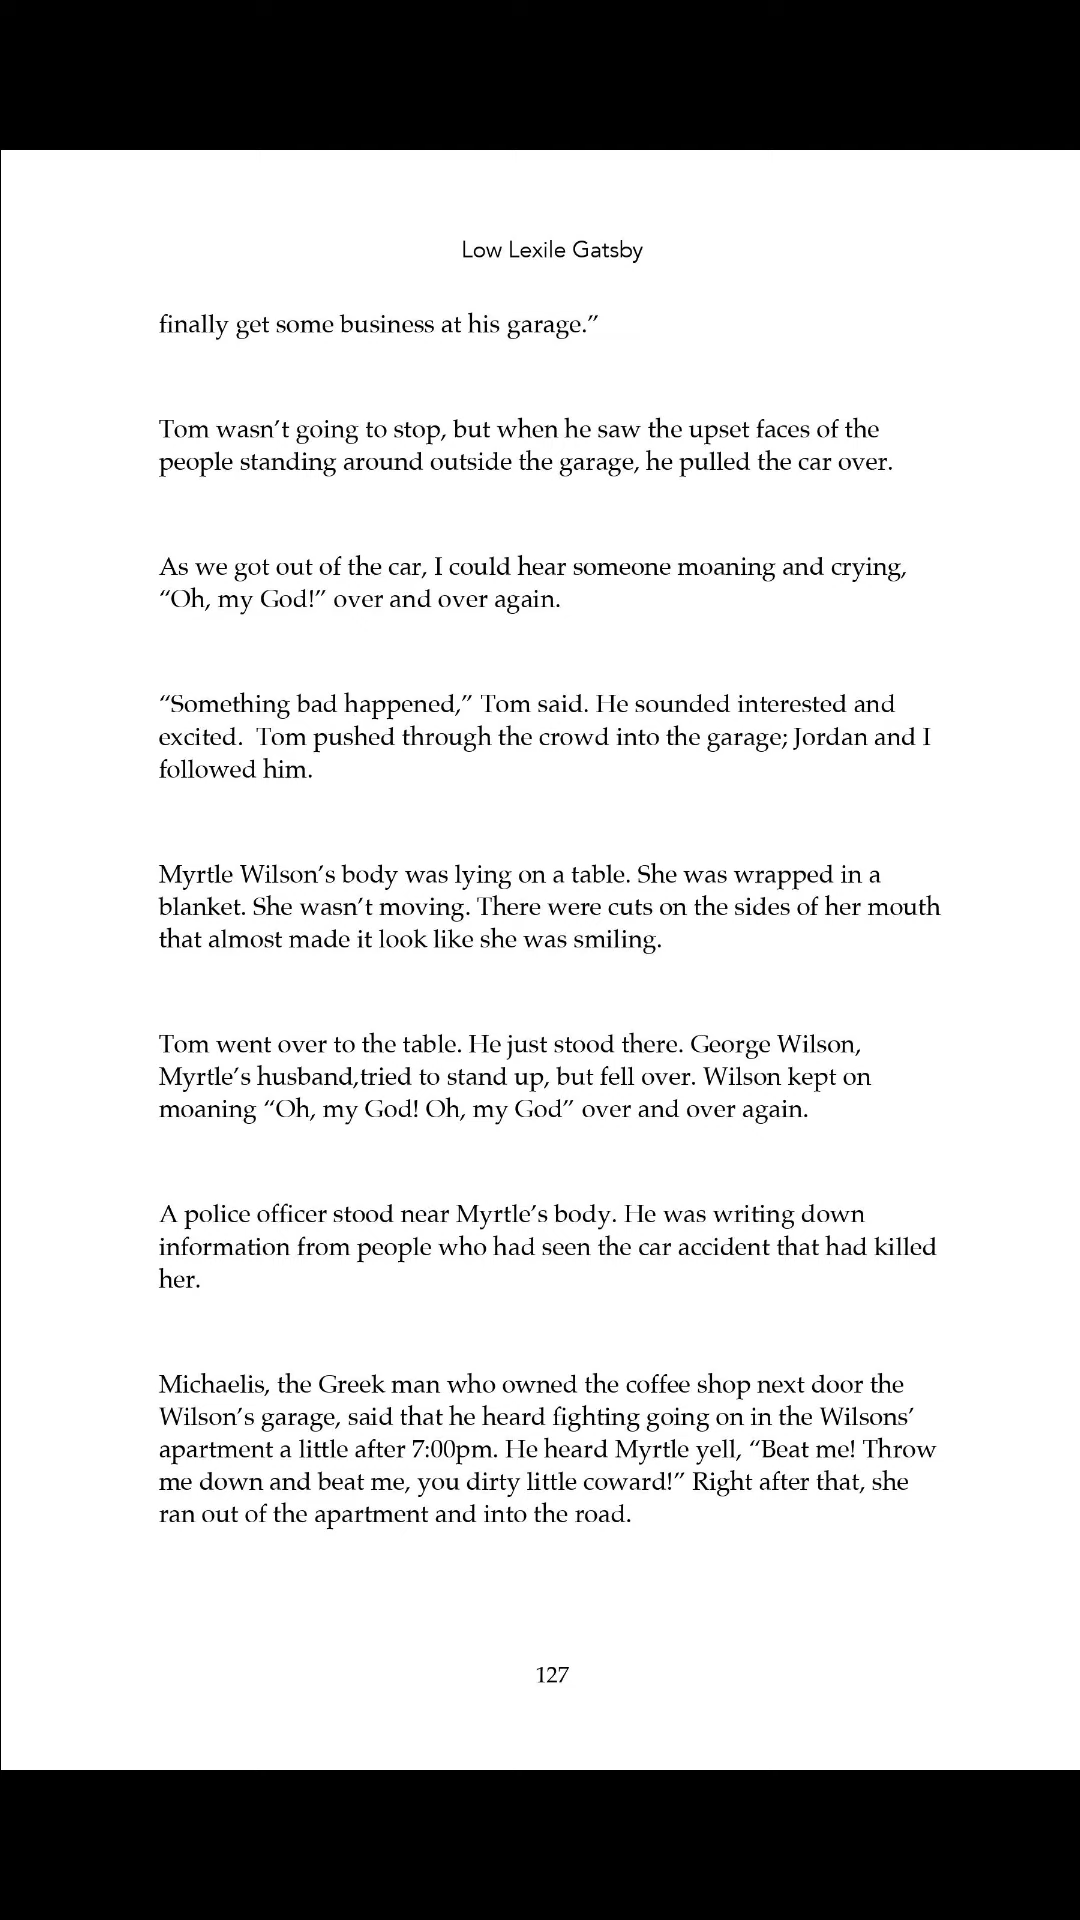 Low Lexile Gatsby
finally get some business at his garage.”
Tom wasn’t going to stop, but when he saw the upset faces of the
people standing around outside the garage, he pulled the car over.
As we got out of the car, I could hear someone moaning and crying,
“Oh, my God!” over and over again.
“Something bad happened,” Tom said. He sounded interested and
excited.  Tom pushed through the crowd into the garage; Jordan and I
followed him.
Myrtle Wilson’s body was lying on a table. She was wrapped in a
blanket. She wasn’t moving. There were cuts on the sides of her mouth
that almost made it look like she was smiling.
Tom went over to the table. He just stood there. George Wilson,
Myrtle’s husband,tried to stand up, but fell over. Wilson kept on
moaning “Oh, my God! Oh, my God” over and over again.
A police officer stood near Myrtle’s body. He was writing down
information from people who had seen the car accident that had killed
her.
Michaelis, the Greek man who owned the coffee shop next door the
Wilson’s garage, said that he heard fighting going on in the Wilsons’
apartment a little after 7:00pm. He heard Myrtle yell, “Beat me! Throw
me down and beat me, you dirty little coward!” Right after that, she
ran out of the apartment and into the road.
127